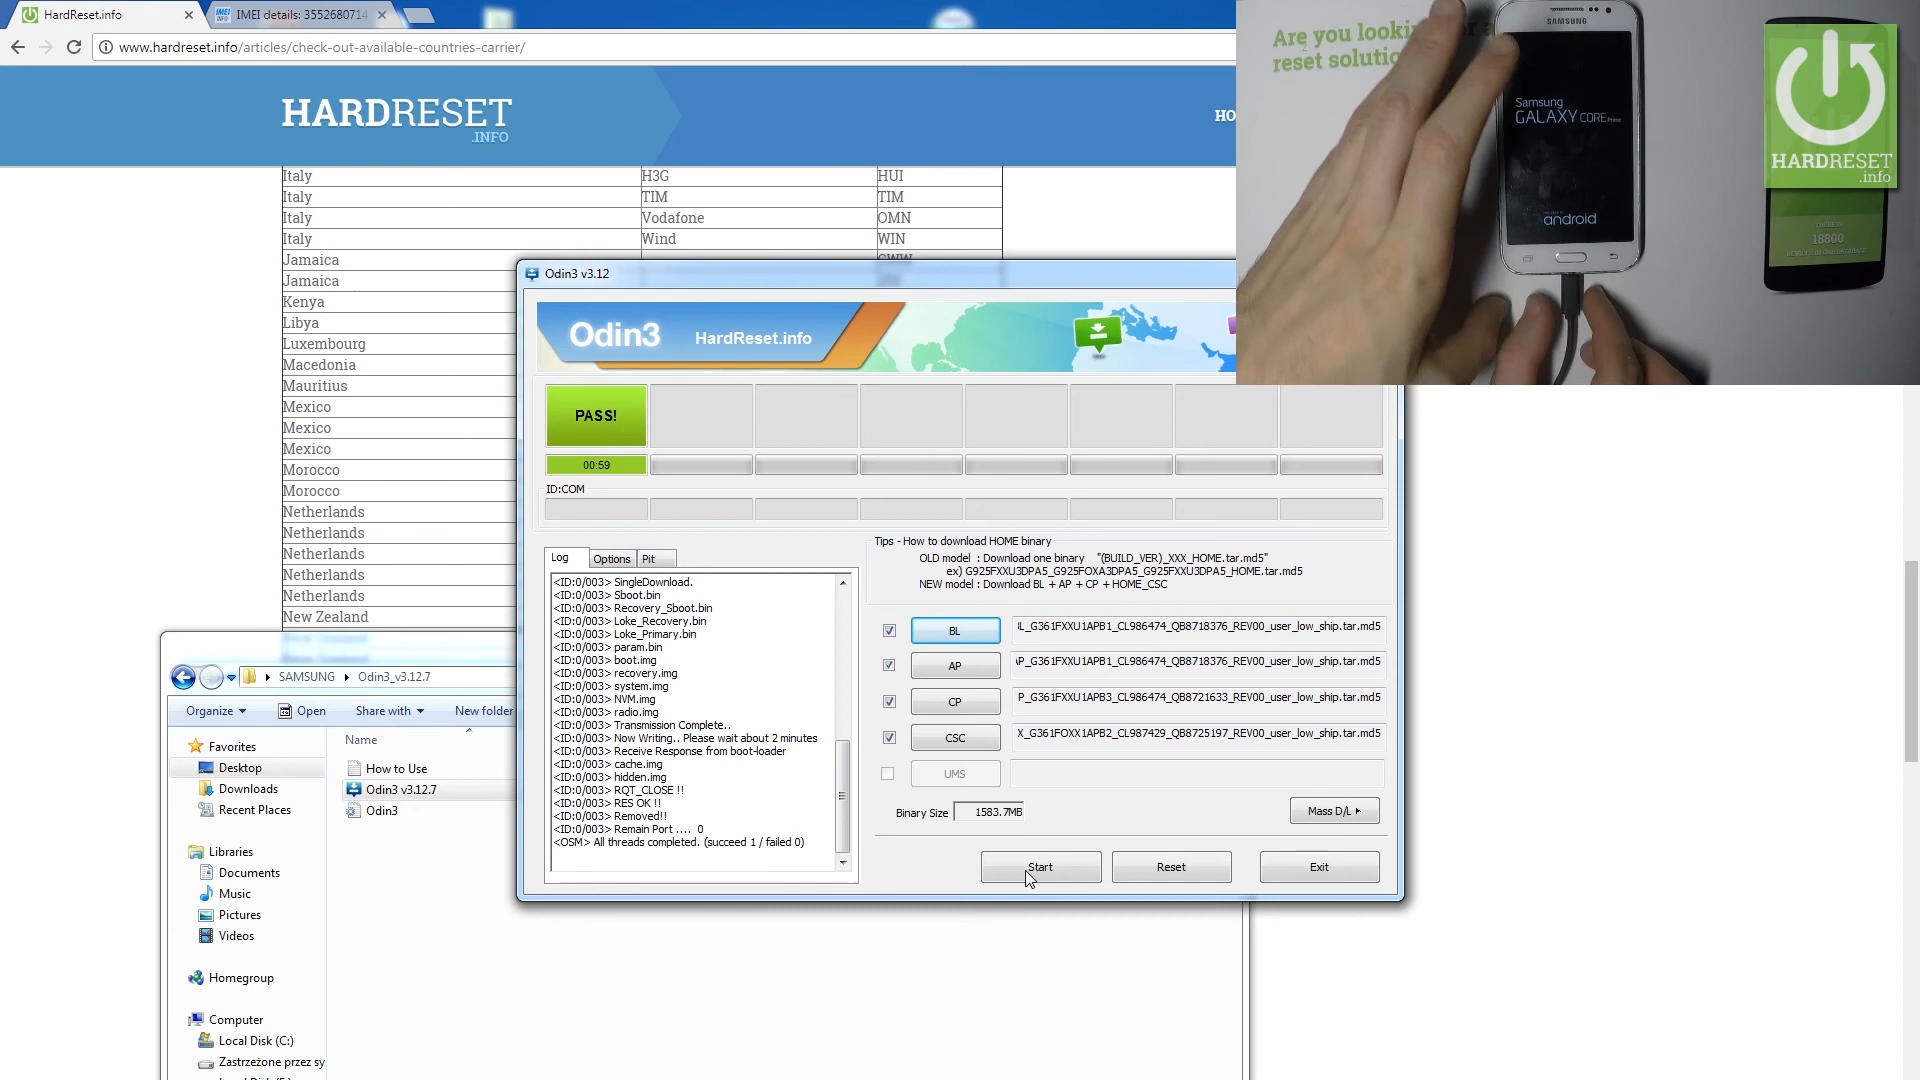 HardReset.info
IMEI details: 3552680714
www.hardreset.info/articles/check-out-available-countries-carrier/
HARDRESET
.INFO
HO
Italy H3G HUI
Italy TIM TIM
Italy Vodafone OMN
Italy Wind WIN
Jamaica
Jamaica
Kenya
Libya
Luxembourg
Macedonia
Mauritius
Mexico
Mexico
Mexico
Morocco
Morocco
Netherlands
Netherlands
Netherlands
Netherlands
Netherlands
New Zealand
Odin3 v3.12
Odin3 HardReset.info
PASS!
00:59
ID:COM
Log Options Pit
<ID:0/003> SingleDownload.
<ID:0/003> Sboot.bin
<ID:0/003> Recovery_Sboot.bin
<ID:0/003> Loke_Recovery.bin
<ID:0/003> Loke_Primary.bin
<ID:0/003> param.bin
<ID:0/003> boot.img
<ID:0/003> recovery.img
<ID:0/003> system.img
<ID:0/003> NVM.img
<ID:0/003> radio.img
<ID:0/003> Transmission Complete..
<ID:0/003> Now Writing.. Please wait about 2 minutes
<ID:0/003> Receive Response from boot-loader
<ID:0/003> cache.img
<ID:0/003> hidden.img
<ID:0/003> RQT_CLOSE !!
<ID:0/003> RES OK !!
<ID:0/003> Removed!!
<ID:0/003> Remain Port .... 0
<OSM> All threads completed. (succeed 1 / failed 0)
Tips - How to download HOME binary
OLD model : Download one binary "(BUILD_VER)_XXX_HOME.tar.md5"
ex) G925FXXU3DPA5_G925FOXA3DPA5_G925FXXU3DPA5_HOME.tar.md5
NEW model : Download BL + AP + CP + HOME_CSC
BL L_G361FXXU1APB1_CL986474_QB8718376_REV00_user_low_ship.tar.md5
AP P_G361FXXU1APB1_CL986474_QB8718376_REV00_user_low_ship.tar.md5
CP P_G361FXXU1APB3_CL986474_QB8721633_REV00_user_low_ship.tar.md5
CSC X_G361FOXX1APB2_CL987429_QB8725197_REV00_user_low_ship.tar.md5
UMS
Binary Size 1583.7MB
Mass D/L
Start Reset Exit
SAMSUNG Odin3_v3.12.7
Organize Open Share with New folder
Favorites
Desktop
Downloads
Recent Places
Libraries
Documents
Music
Pictures
Videos
Homegroup
Computer
Local Disk (C:)
Zastrzeżone przez sy
Name
How to Use
Odin3 v3.12.7
Odin3
Are you looki
reset soluti
SAMSUNG
Samsung
GALAXY CORE Prime
android
HARDRESET
.info
18800